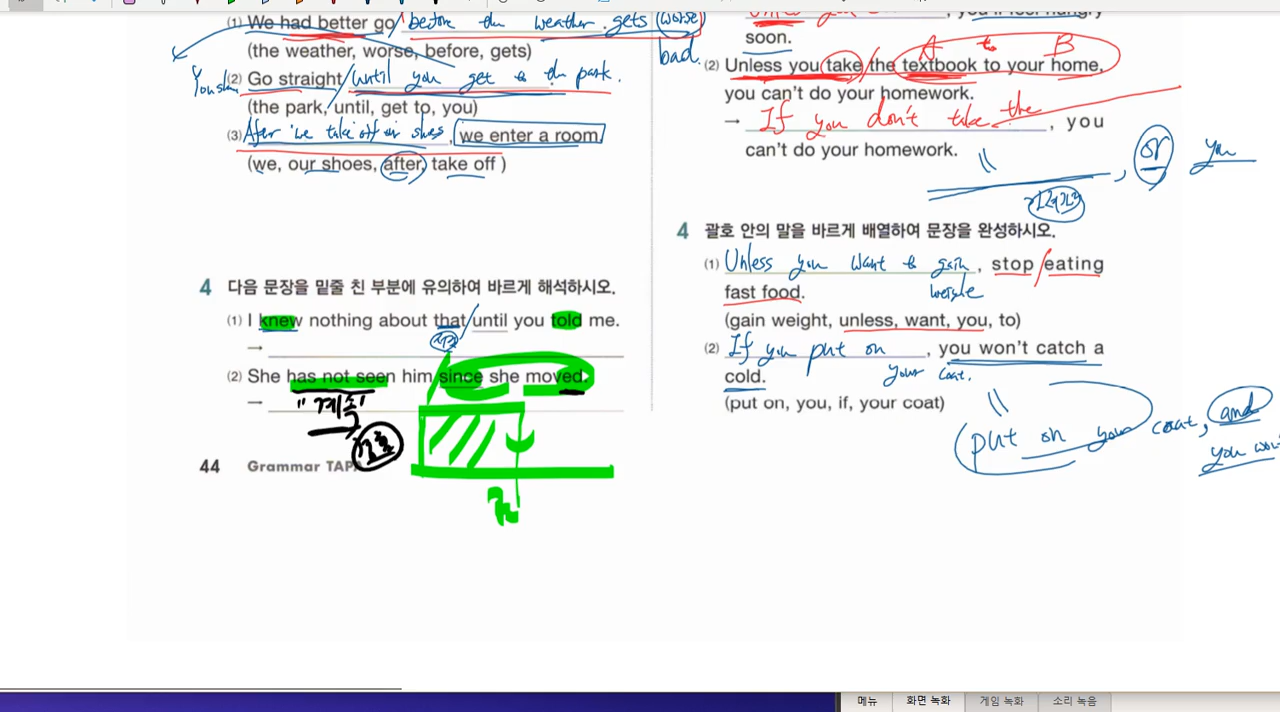 (1) We had better go before the weather gets worse
(the weather, worse, before, gets)
bad.
(2) Go straight until you get to the park.
(the park, until, get to, you)
(3) After we take off our shoes, we enter a room.
(we, our shoes, after, take off )
4 다음 문장을 밑줄 친 부분에 유의하여 바르게 해석하시오.
(1) I knew nothing about that until you told me.
→
(2) She has not seen him since she moved.
→
"계속"
44 Grammar TAP
soon.
A to B
(2) Unless you take the textbook to your home,
you can't do your homework.
→ If you don't take the , you
can't do your homework.
, or you
4 괄호 안의 말을 바르게 배열하여 문장을 완성하시오.
(1) Unless you want to gain weight, stop eating
fast food.
(gain weight, unless, want, you, to)
(2) If you put on your coat. , you won't catch a
cold.
(put on, you, if, your coat)
put on your coat, and
you won't
메뉴 화면 녹화 게임 녹화 소리 녹음